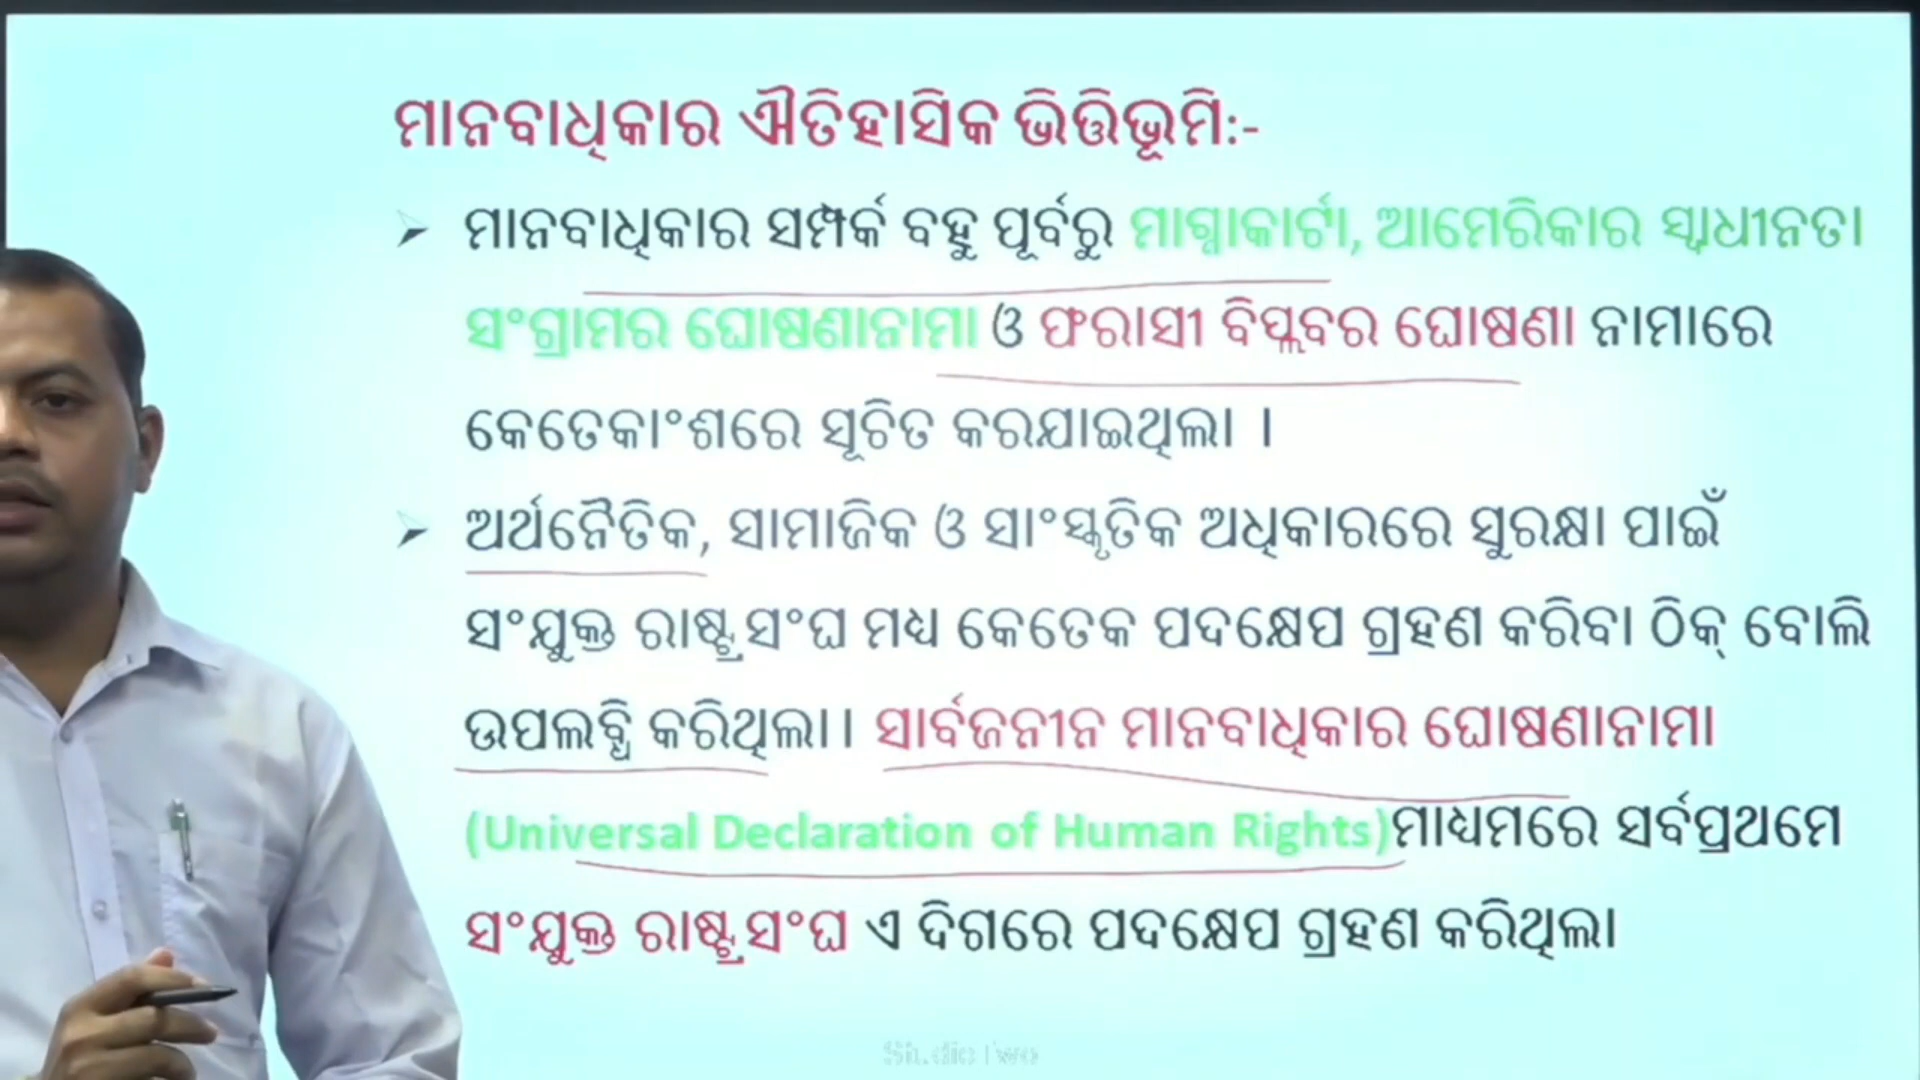 ମାନବାଧିକାର ଐତିହାସିକ ଭିତ୍ତିଭୂମି:-
➢ ମାନବାଧିକାର ସମ୍ପର୍କ ବହୁ ପୂର୍ବରୁ ମାଗ୍ନାକାର୍ଟା, ଆମେରିକାର ସ୍ୱାଧୀନତା
ସଂଗ୍ରାମର ଘୋଷଣାନାମା ଓ ଫରାସୀ ବିପ୍ଲବର ଘୋଷଣା ନାମାରେ
କେତେକାଂଶରେ ସୂଚିତ କରଯାଇଥିଲା ।
➢ ଅର୍ଥନୈତିକ, ସାମାଜିକ ଓ ସାଂସ୍କୃତିକ ଅଧିକାରରେ ସୁରକ୍ଷା ପାଇଁ
ସଂଯୁକ୍ତ ରାଷ୍ଟ୍ରସଂଘ ମଧ୍ୟ କେତେକ ପଦକ୍ଷେପ ଗ୍ରହଣ କରିବା ଠିକ୍ ବୋଲି
ଉପଲବ୍ଧି କରିଥିଲା। ସାର୍ବଜନୀନ ମାନବାଧିକାର ଘୋଷଣାନାମା
(Universal Declaration of Human Rights)ମାଧ୍ୟମରେ ସର୍ବପ୍ରଥମେ
ସଂଯୁକ୍ତ ରାଷ୍ଟ୍ରସଂଘ ଏ ଦିଗରେ ପଦକ୍ଷେପ ଗ୍ରହଣ କରିଥିଲା